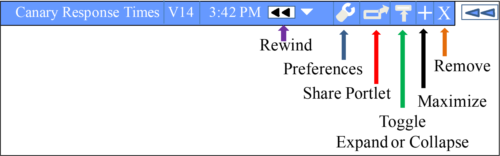 Canary Response Times V14 3:42 PM X
Rewind
Remove
Preferences
Share Portlet
Maximize
Toggle
Expand or Collapse